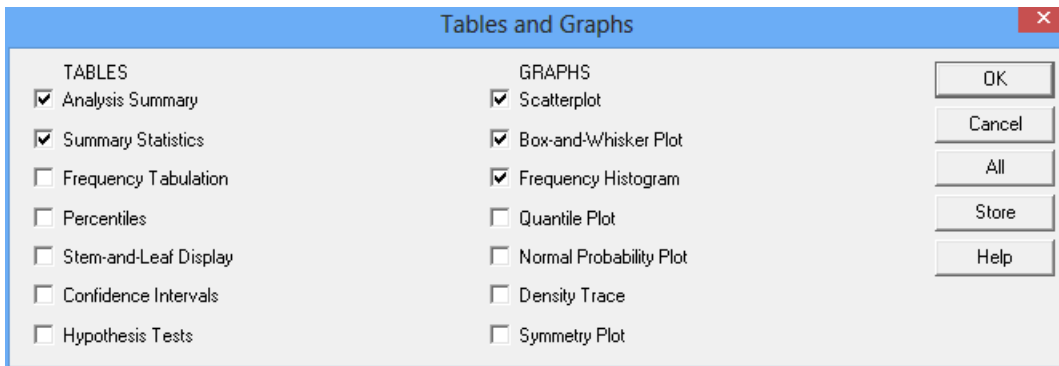 Tables and Graphs
TABLES
Analysis Summary
Summary Statistics
Frequency Tabulation
Percentiles
Stem-and-Leaf Display
Confidence Intervals
Hypothesis Tests
GRAPHS
Scatterplot
Box-and-Whisker Plot
Frequency Histogram
Quantile Plot
Normal Probability Plot
Density Trace
Symmetry Plot
OK
Cancel
All
Store
Help